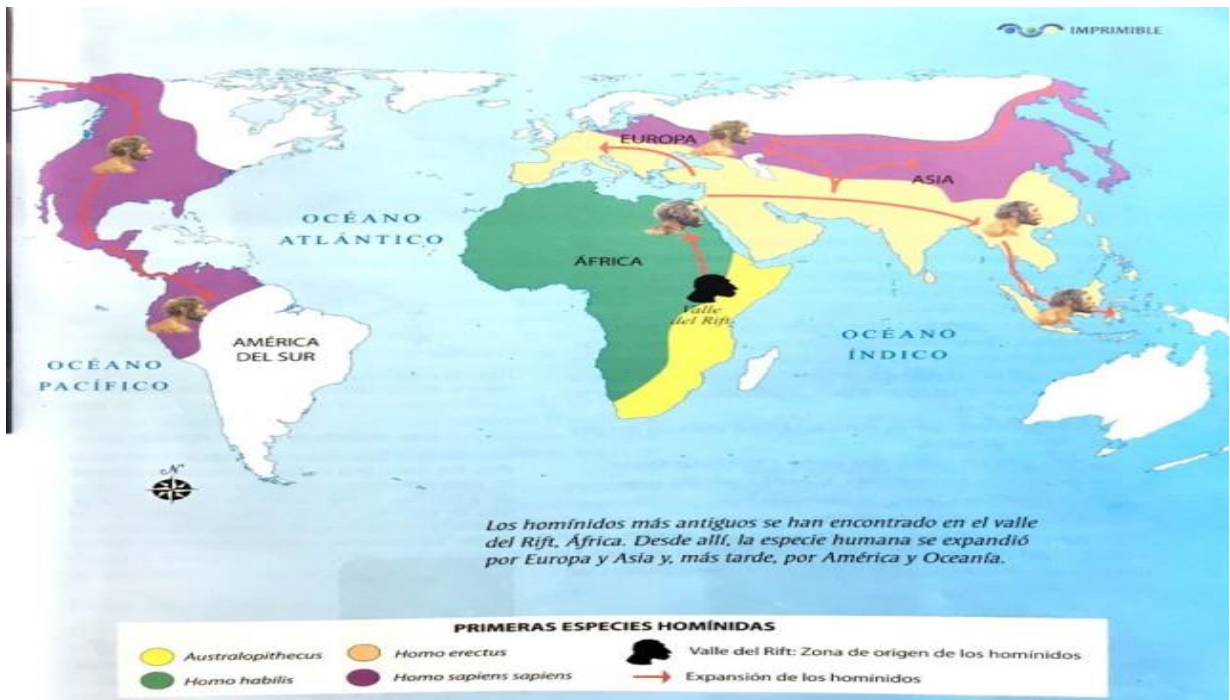 IMPRIMIBLE
EUROPA
ASIA
OCÉANO
ATLÁNTICO
ÁFRICA
Valle
del Rift
OCÉANO
ÍNDICO
AMÉRICA
DEL SUR
OCÉANO
PACÍFICO
N
Los homínidos más antiguos se han encontrado en el valle
del Rift, África. Desde allí, la especie humana se expandió
por Europa y Asia y, más tarde, por América y Oceanía.
PRIMERAS ESPECIES HOMÍNIDAS
Australopithecus
Homo erectus
Valle del Rift: Zona de origen de los homínidos
Homo habilis
Homo sapiens sapiens
Expansión de los homínidos